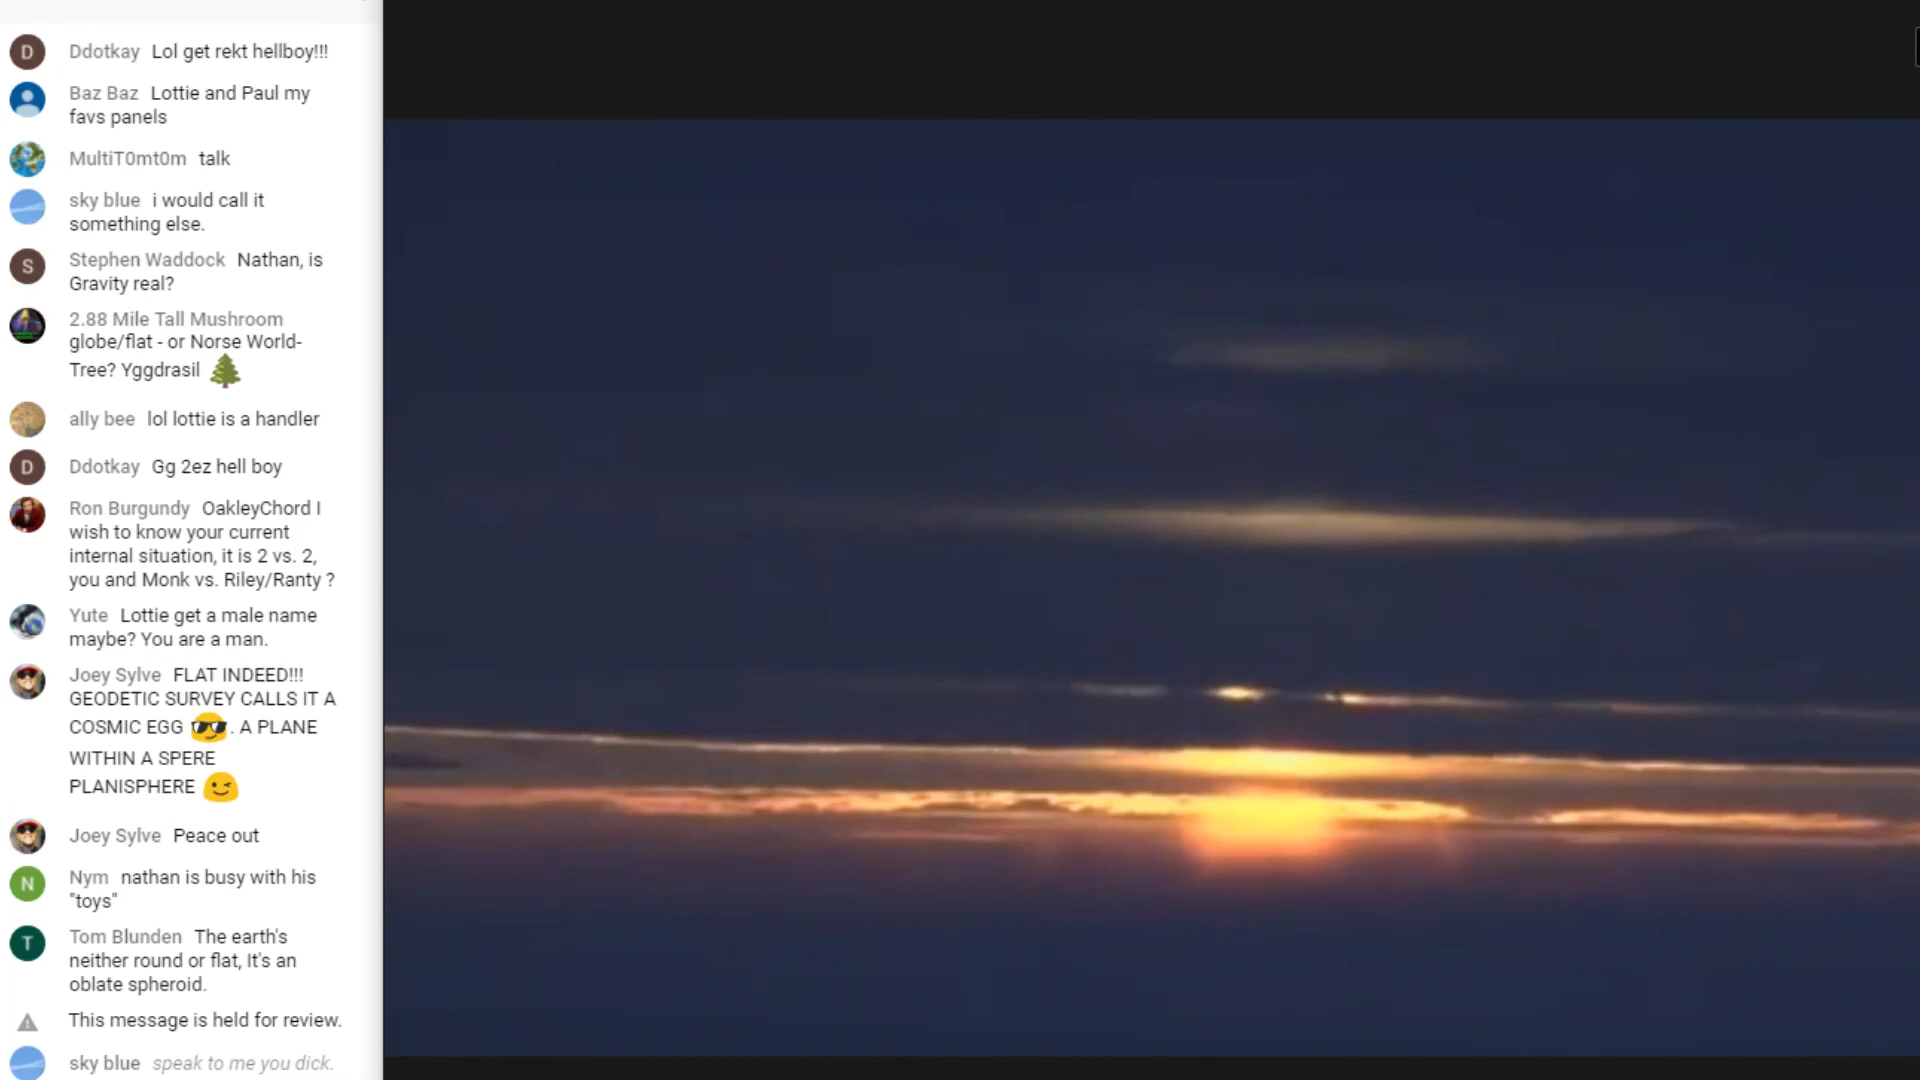 D Ddotkay Lol get rekt hellboy!!!
Baz Baz Lottie and Paul my
favs panels
MultiT0mt0m talk
sky blue i would call it
something else.
S Stephen Waddock Nathan, is
Gravity real?
2.88 Mile Tall Mushroom
globe/flat - or Norse World-
Tree? Yggdrasil 🌲
ally bee lol lottie is a handler
D Ddotkay Gg 2ez hell boy
Ron Burgundy OakleyChord I
wish to know your current
internal situation, it is 2 vs. 2,
you and Monk vs. Riley/Ranty ?
Yute Lottie get a male name
maybe? You are a man.
Joey Sylve FLAT INDEED!!!
GEODETIC SURVEY CALLS IT A
COSMIC EGG 😎. A PLANE
WITHIN A SPERE
PLANISPHERE 😉
Joey Sylve Peace out
N Nym nathan is busy with his
"toys"
T Tom Blunden The earth's
neither round or flat, It's an
oblate spheroid.
This message is held for review.
sky blue speak to me you dick.